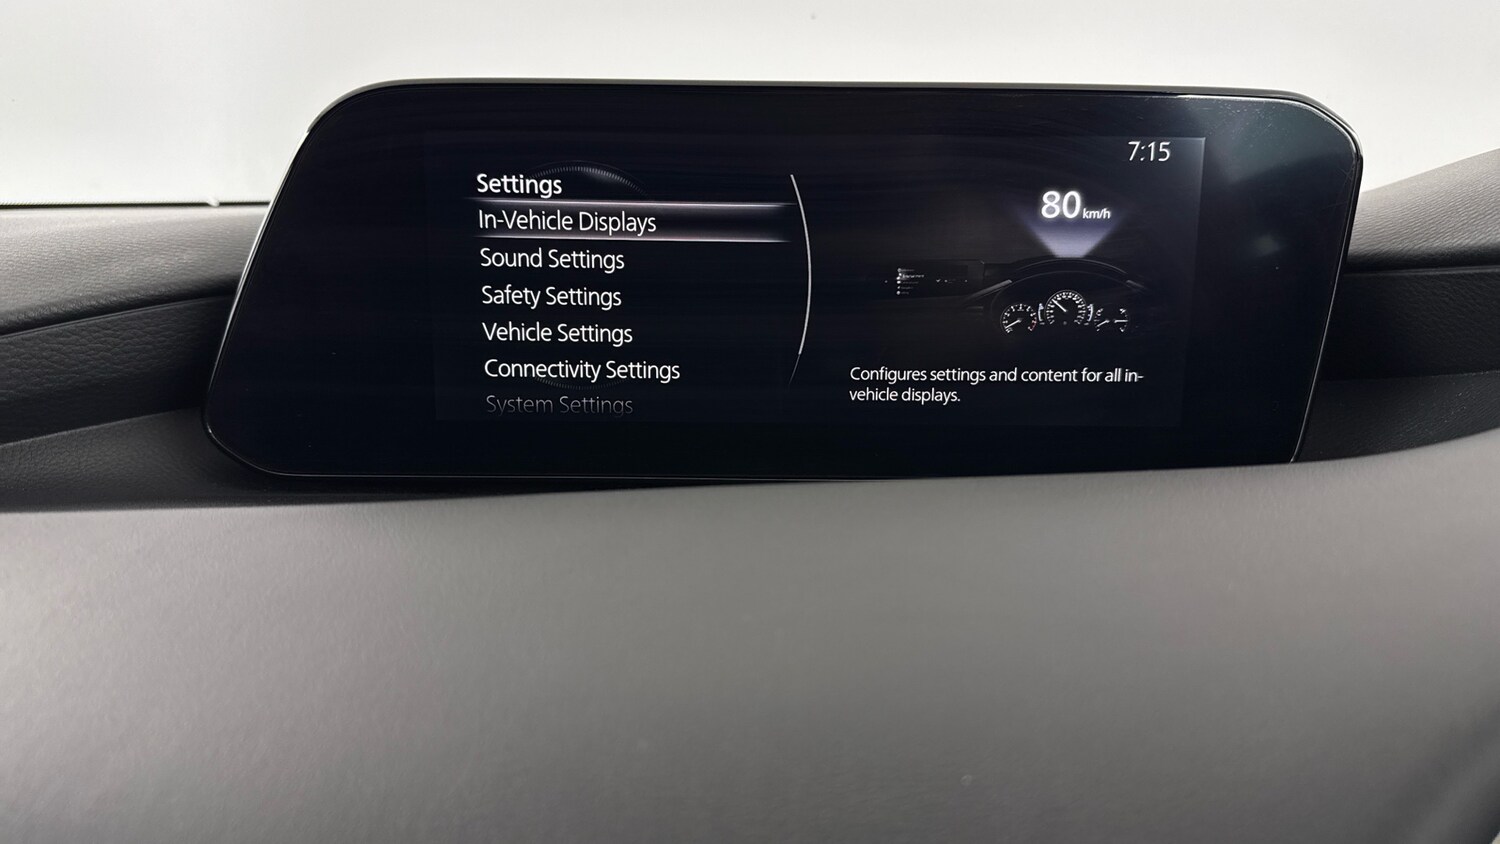 7:15
Settings
In-Vehicle Displays
Sound Settings
Safety Settings
Vehicle Settings
Connectivity Settings
System Settings
80 km/h
Configures settings and content for all in-
vehicle displays.